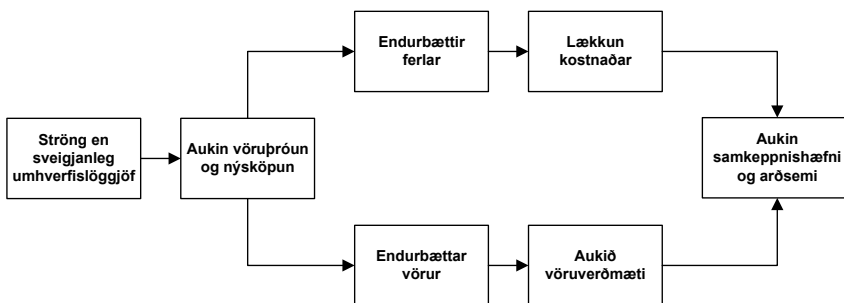 Endurbættir
ferlar
Lækkun
kostnaðar
Ströng en
sveigjanleg
umhverfislöggjöf
Aukin vöruþróun
og nýsköpun
Aukin
samkeppnishæfni
og arðsemi
Endurbættar
vörur
Aukið
vöruverðmæti